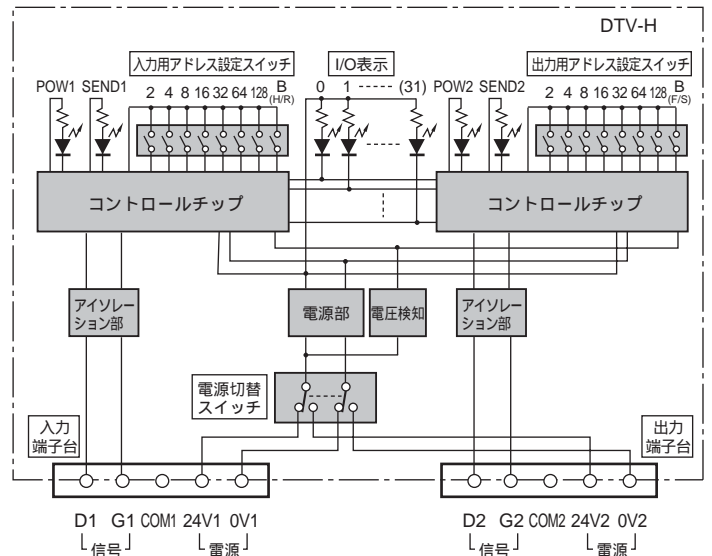 DTV-H
入力用アドレス設定スイッチ
I/O表示
出力用アドレス設定スイッチ
POW1 SEND1
2 4 8 16 32 64 128 B
(H/R)
0 1 ----- (31)
POW2 SEND2
2 4 8 16 32 64 128 B
(F/S)
コントロールチップ
コントロールチップ
アイソレー
ション部
電源部
電圧検知
アイソレー
ション部
電源切替
スイッチ
入力
端子台
出力
端子台
D1 G1 COM1 24V1 0V1
D2 G2 COM2 24V2 0V2
信号
電源
信号
電源